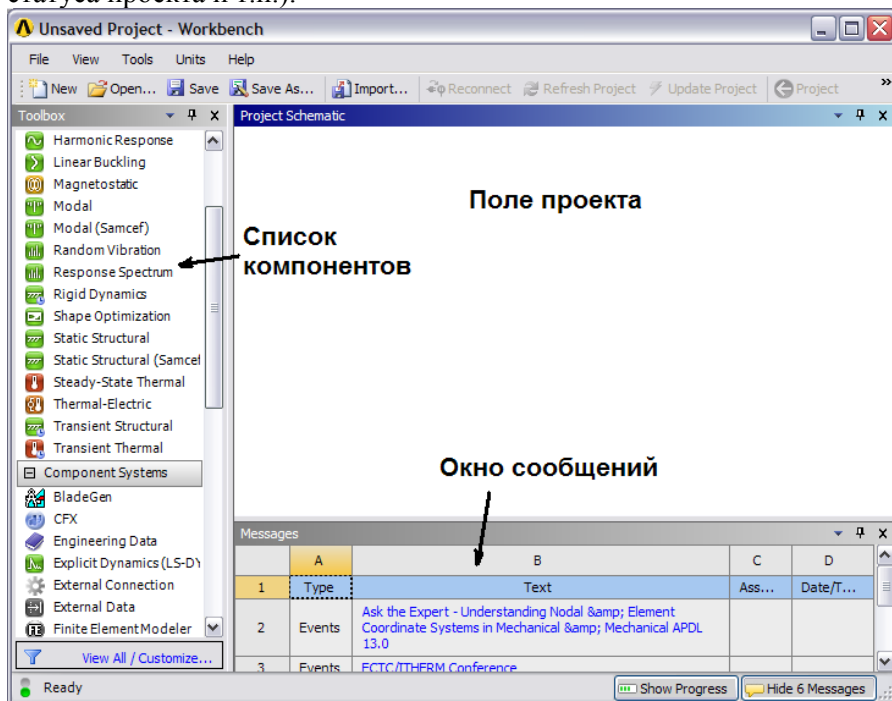 Unsaved Project - Workbench
File View Tools Units Help
New Open... Save Save As... Import... Reconnect Refresh Project Update Project Project »
Toolbox
Project Schematic
Harmonic Response
Linear Buckling
Magnetostatic
Modal
Modal (Samcef)
Random Vibration
Response Spectrum
Rigid Dynamics
Shape Optimization
Static Structural
Static Structural (Samcef
Steady-State Thermal
Thermal-Electric
Transient Structural
Transient Thermal
Component Systems
BladeGen
CFX
Engineering Data
Explicit Dynamics (LS-DY
External Connection
External Data
Finite Element Modeler
View All / Customize...
Поле проекта
Список
компонентов
Окно сообщений
Messages
A B C D
1 Type Text Ass... Date/T...
2 Events Ask the Expert - Understanding Nodal &amp; Element
Coordinate Systems in Mechanical &amp; Mechanical APDL
13.0
3 Events ECTC/ITHERM Conference
Ready Show Progress Hide 6 Messages